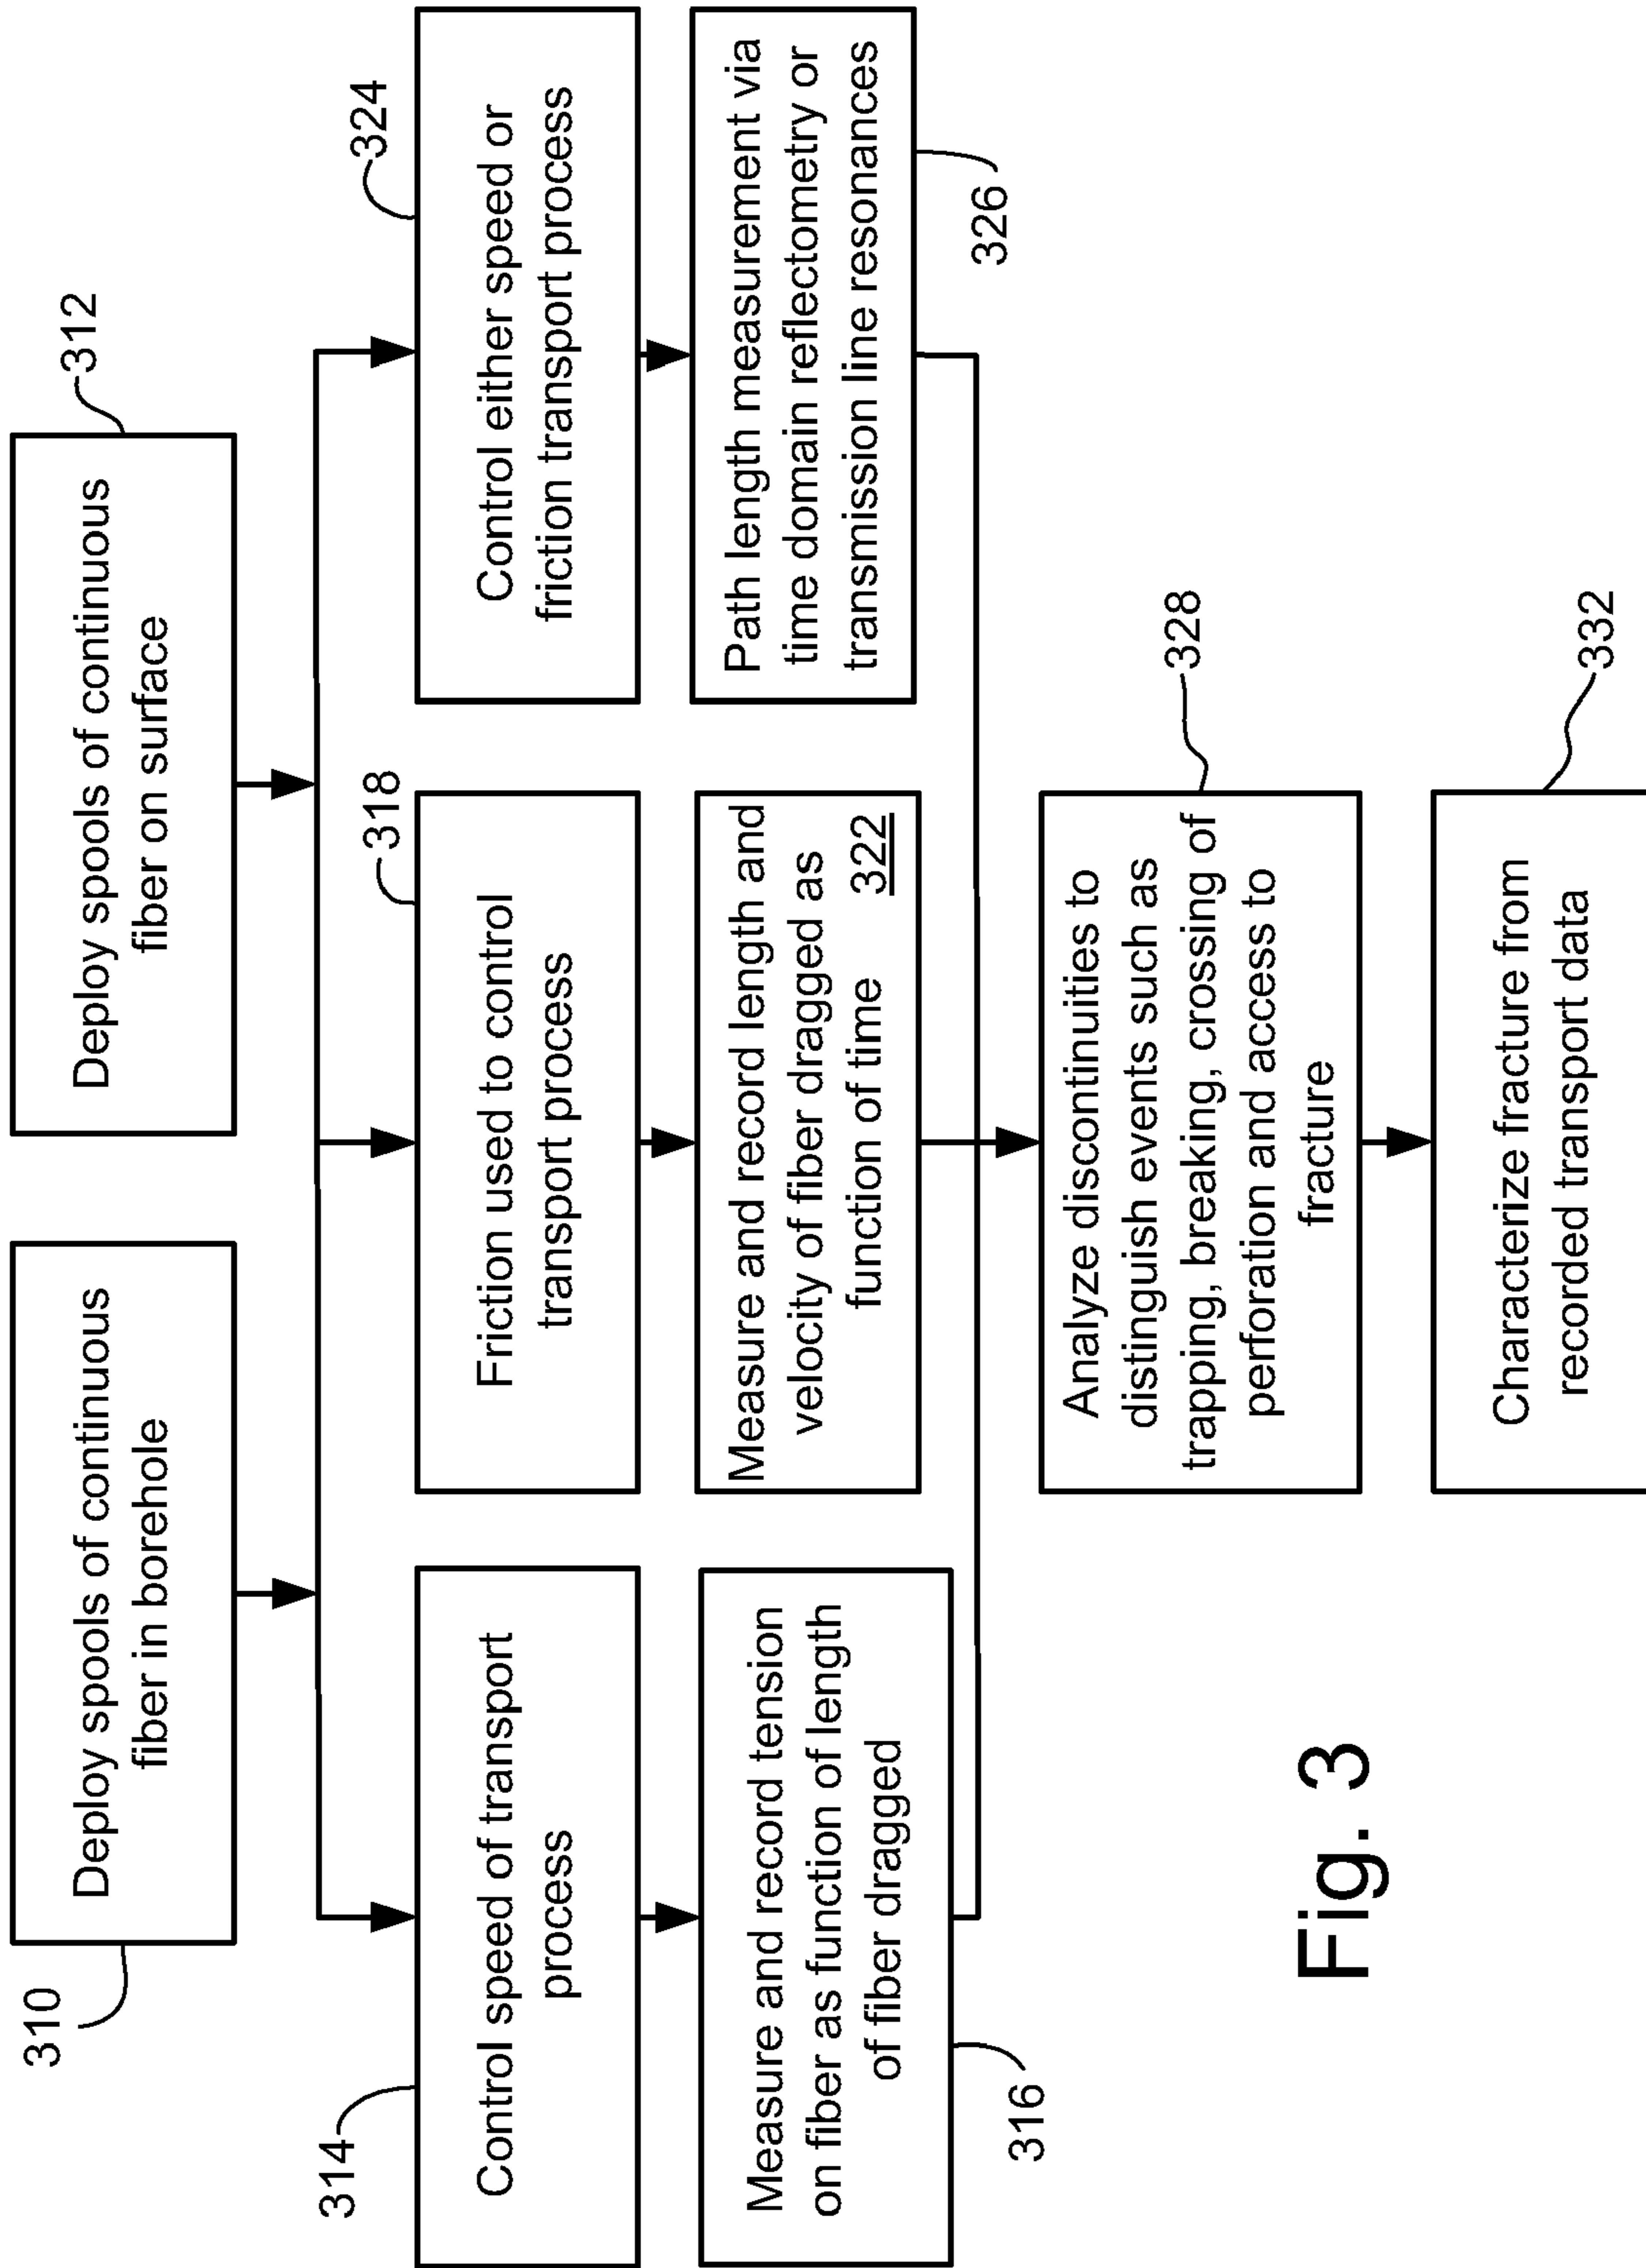 310
Deploy spools of continuous
fiber in borehole
Deploy spools of continuous
fiber on surface
312
314
Control speed of transport
process
Friction used to control
transport process
318
Control either speed or
friction transport process
324
Measure and record tension
on fiber as function of length
of fiber dragged
316
Measure and record length and
velocity of fiber dragged as
function of time
322
Path length measurement via
time domain reflectometry or
transmission line resonances
326
Analyze discontinuities to
distinguish events such as
trapping, breaking, crossing of
perforation and access to
fracture
328
Characterize fracture from
recorded transport data
332
Fig. 3